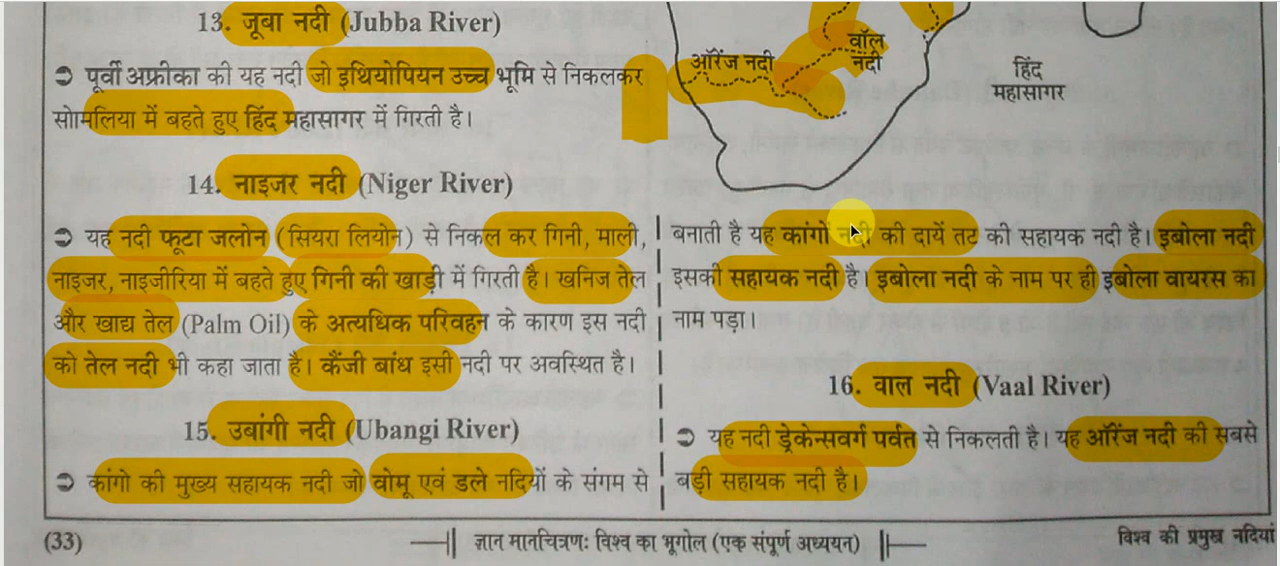 13. जूबा नदी (Jubba River)
➲ पूर्वी अफ्रीका की यह नदी जो इथियोपियन उच्च भूमि से निकलकर
सोामलिया में बहते हुए हिंद महासागर में गिरती है।
14. नाइजर नदी (Niger River)
➲ यह नदी फूटा जलोन (सियरा लियोन) से निकल कर गिनी, माली,
नाइजर, नाइजीरिया में बहते हुए गिनी की खाड़ी में गिरती है। खनिज तेल
और खाद्य तेल (Palm Oil) के अत्यधिक परिवहन के कारण इस नदी
को तेल नदी भी कहा जाता है। कैंजी बांध इसी नदी पर अवस्थित है।
15. उबांगी नदी (Ubangi River)
➲ कांगो की मुख्य सहायक नदी जो वोमू एवं डले नदियों के संगम से
ऑरेंज नदी
वॉल
नदी
हिंद
महासागर
बनाती है यह कांगों नदी की दायें तट की सहायक नदी है। इबोला नदी
इसकी सहायक नदी है। इबोला नदी के नाम पर ही इबोला वायरस का
नाम पड़ा।
16. वाल नदी (Vaal River)
➲ यह नदी ड्रेकेन्सवर्ग पर्वत से निकलती है। यह ऑरेंज नदी की सबसे
बड़ी सहायक नदी है।
(33)
ज्ञान मानचित्रण: विश्व का भूगोल (एक संपूर्ण अध्ययन)
विश्व की प्रमुख नदियां